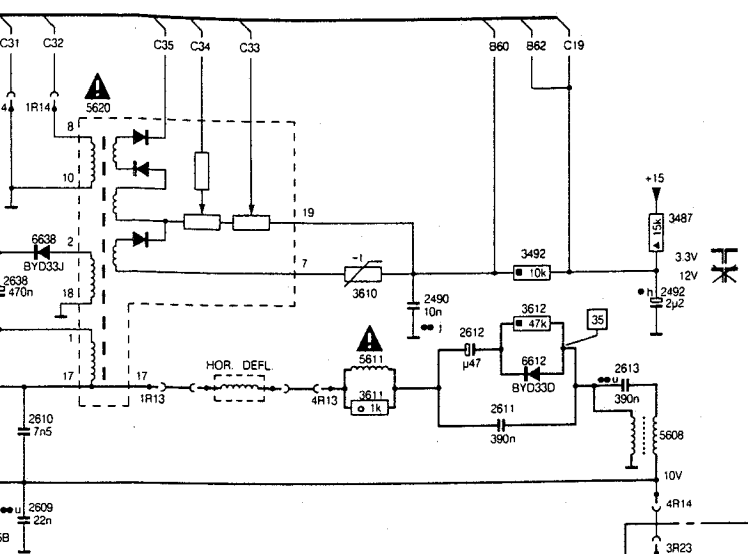 C31
C32
C35
C34
C33
B60
B62
C19
4
1R14
5620
8
10
19
+15
15k
3487
2
6638
BYD33J
2638
470n
18
7
-t
3610
3492
10k
3.3V
12V
h 2492
2µ2
2490
10n
j
1
17
17
1R13
HOR. DEFL.
4R13
5611
3611
1k
2612
µ47
3612
47k
35
6612
BYD33D
2611
390n
u 2613
390n
5608
2610
7n5
10V
u 2609
22n
4R14
3R23